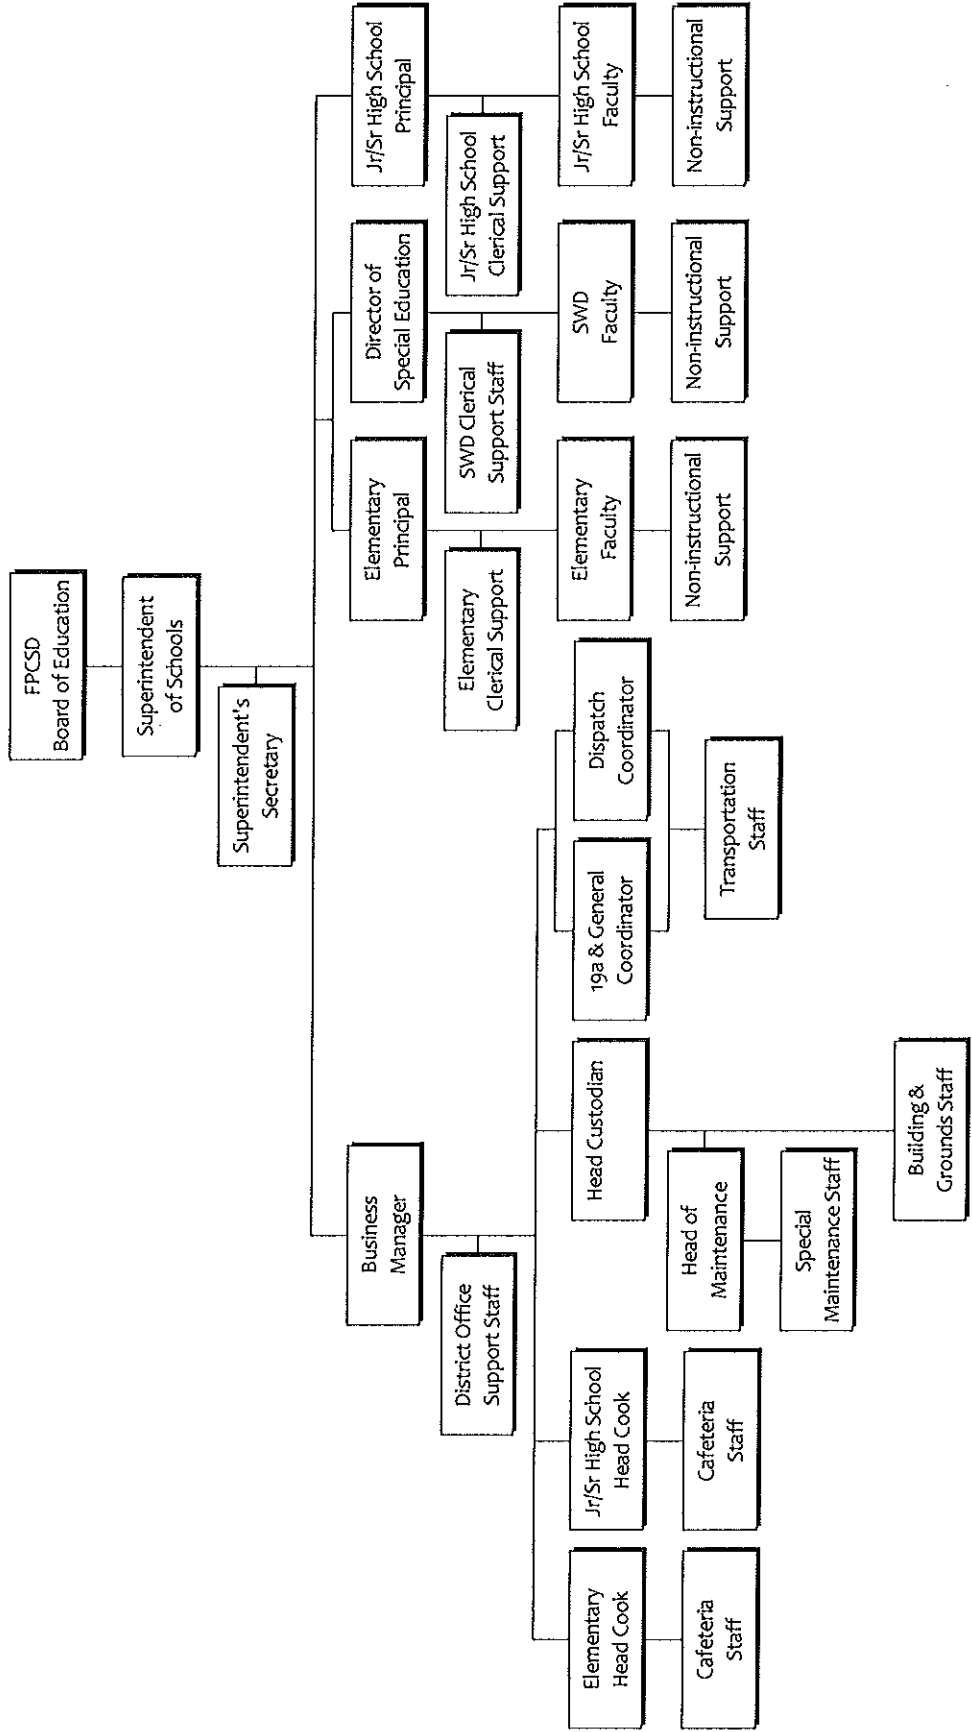 FPCSD
Board of Education
Superintendent
of Schools
Superintendent's
Secretary
Business
Manager
District Office
Support Staff
Elementary
Head Cook
Cafeteria
Staff
Jr/Sr High School
Head Cook
Cafeteria
Staff
Head Custodian
Head of
Maintenance
Special
Maintenance Staff
Building &
Grounds Staff
19a & General
Coordinator
Dispatch
Coordinator
Transportation
Staff
Elementary
Principal
Elementary
Clerical Support
Elementary
Faculty
Non-instructional
Support
Director of
Special Education
SWD Clerical
Support Staff
SWD
Faculty
Non-instructional
Support
Jr/Sr High School
Principal
Jr/Sr High School
Clerical Support
Jr/Sr High School
Faculty
Non-instructional
Support